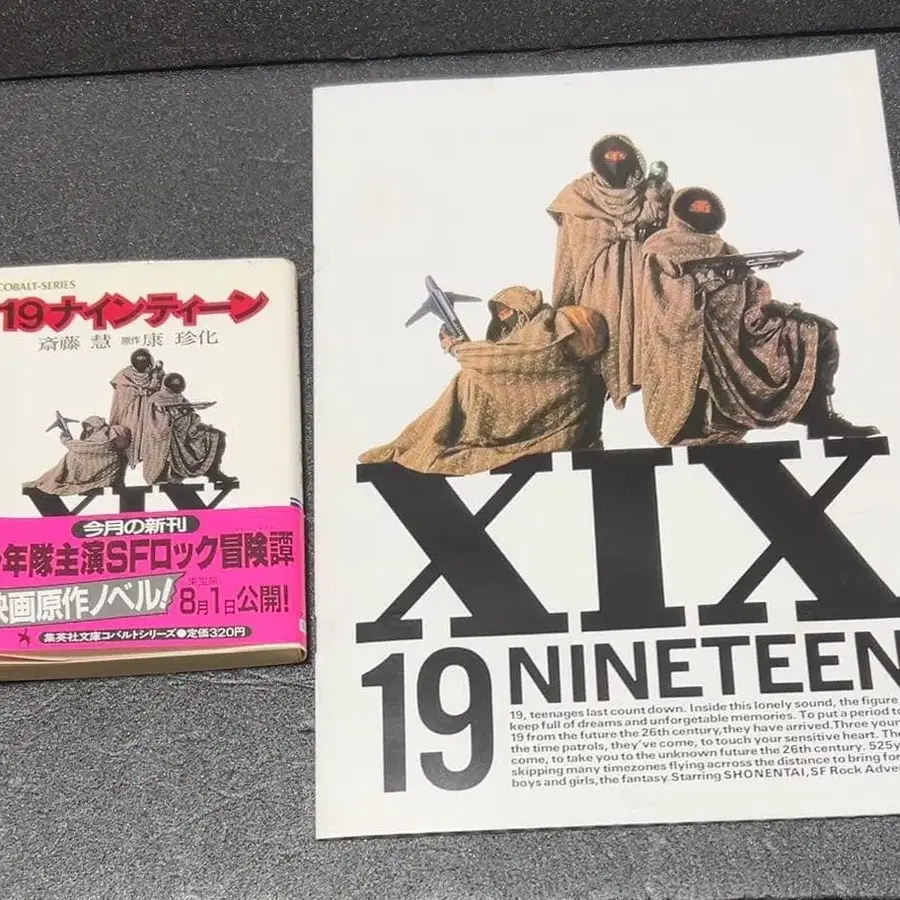 COBALT-SERIES
19ナインティーン
斎藤 慧 原作 康 珍化
XIX
今月の新刊
年隊主演SFロック冒険譚
映画原作ノベル!
東宝系
8月1日公開!
集英社文庫コバルトシリーズ●定価320円
XIX
19 NINETEEN
19, teenages last count down. Inside this lonely sound, the figure
keep full of dreams and unforgetable memories. To put a period to
19 from the 26th century, they have arrived. Three youn
the time patrols, they've come, to touch your sensitive heart. The
come, to take you to the unknown future the 26th century. 525y
skipping many timezones flying acrross the distance to bring for
boys and girls, the fantasy. Starring SHONENTAI, SF Rock Adve